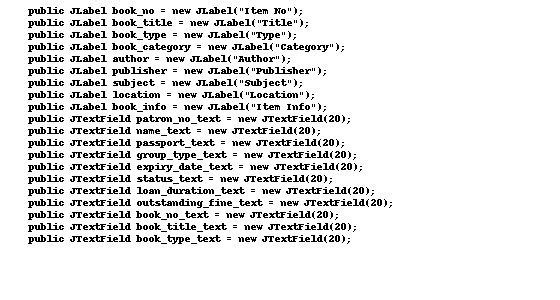 public JLabel book_no = new JLabel("Item No");
public JLabel book_title = new JLabel("Title");
public JLabel book_type = new JLabel("Type");
public JLabel book_category = new JLabel("Category");
public JLabel author = new JLabel("Author");
public JLabel publisher = new JLabel("Publisher");
public JLabel subject = new JLabel("Subject");
public JLabel location = new JLabel("Location");
public JLabel book_info = new JLabel("Item Info");
public JTextField patron_no_text = new JTextField(20);
public JTextField name_text = new JTextField(20);
public JTextField passport_text = new JTextField(20);
public JTextField group_type_text = new JTextField(20);
public JTextField expiry_date_text = new JTextField(20);
public JTextField status_text = new JTextField(20);
public JTextField loan_duration_text = new JTextField(20);
public JTextField outstanding_fine_text = new JTextField(20);
public JTextField book_no_text = new JTextField(20);
public JTextField book_title_text = new JTextField(20);
public JTextField book_type_text = new JTextField(20);